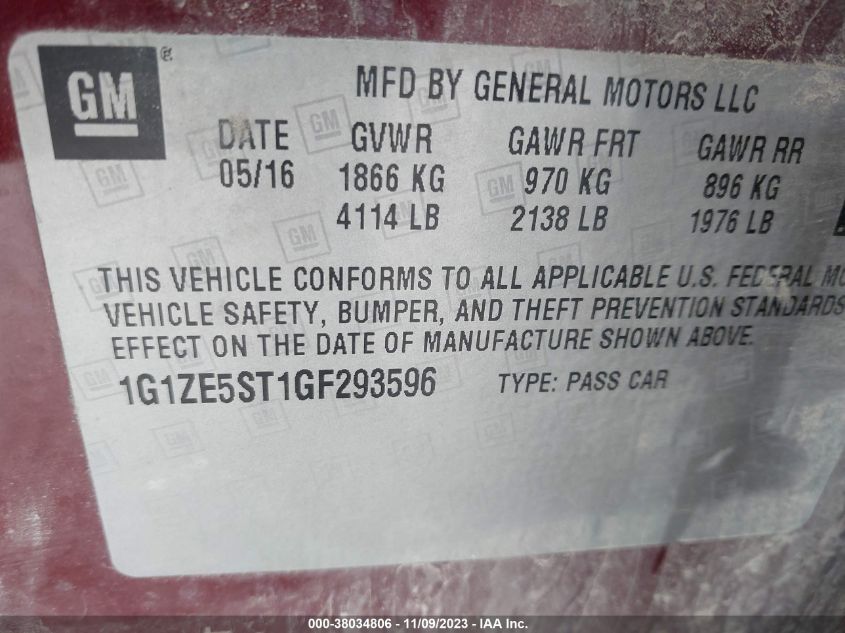 GM ®
MFD BY GENERAL MOTORS LLC
DATE GVWR GAWR FRT GAWR RR
05/16 1866 KG 970 KG 896 KG
4114 LB 2138 LB 1976 LB
THIS VEHICLE CONFORMS TO ALL APPLICABLE U.S. FEDERAL MO
VEHICLE SAFETY, BUMPER, AND THEFT PREVENTION STANDARDS
EFFECT ON THE DATE OF MANUFACTURE SHOWN ABOVE.
1G1ZE5ST1GF293596 TYPE: PASS CAR
000-38034806 - 11/09/2023 - IAA Inc.